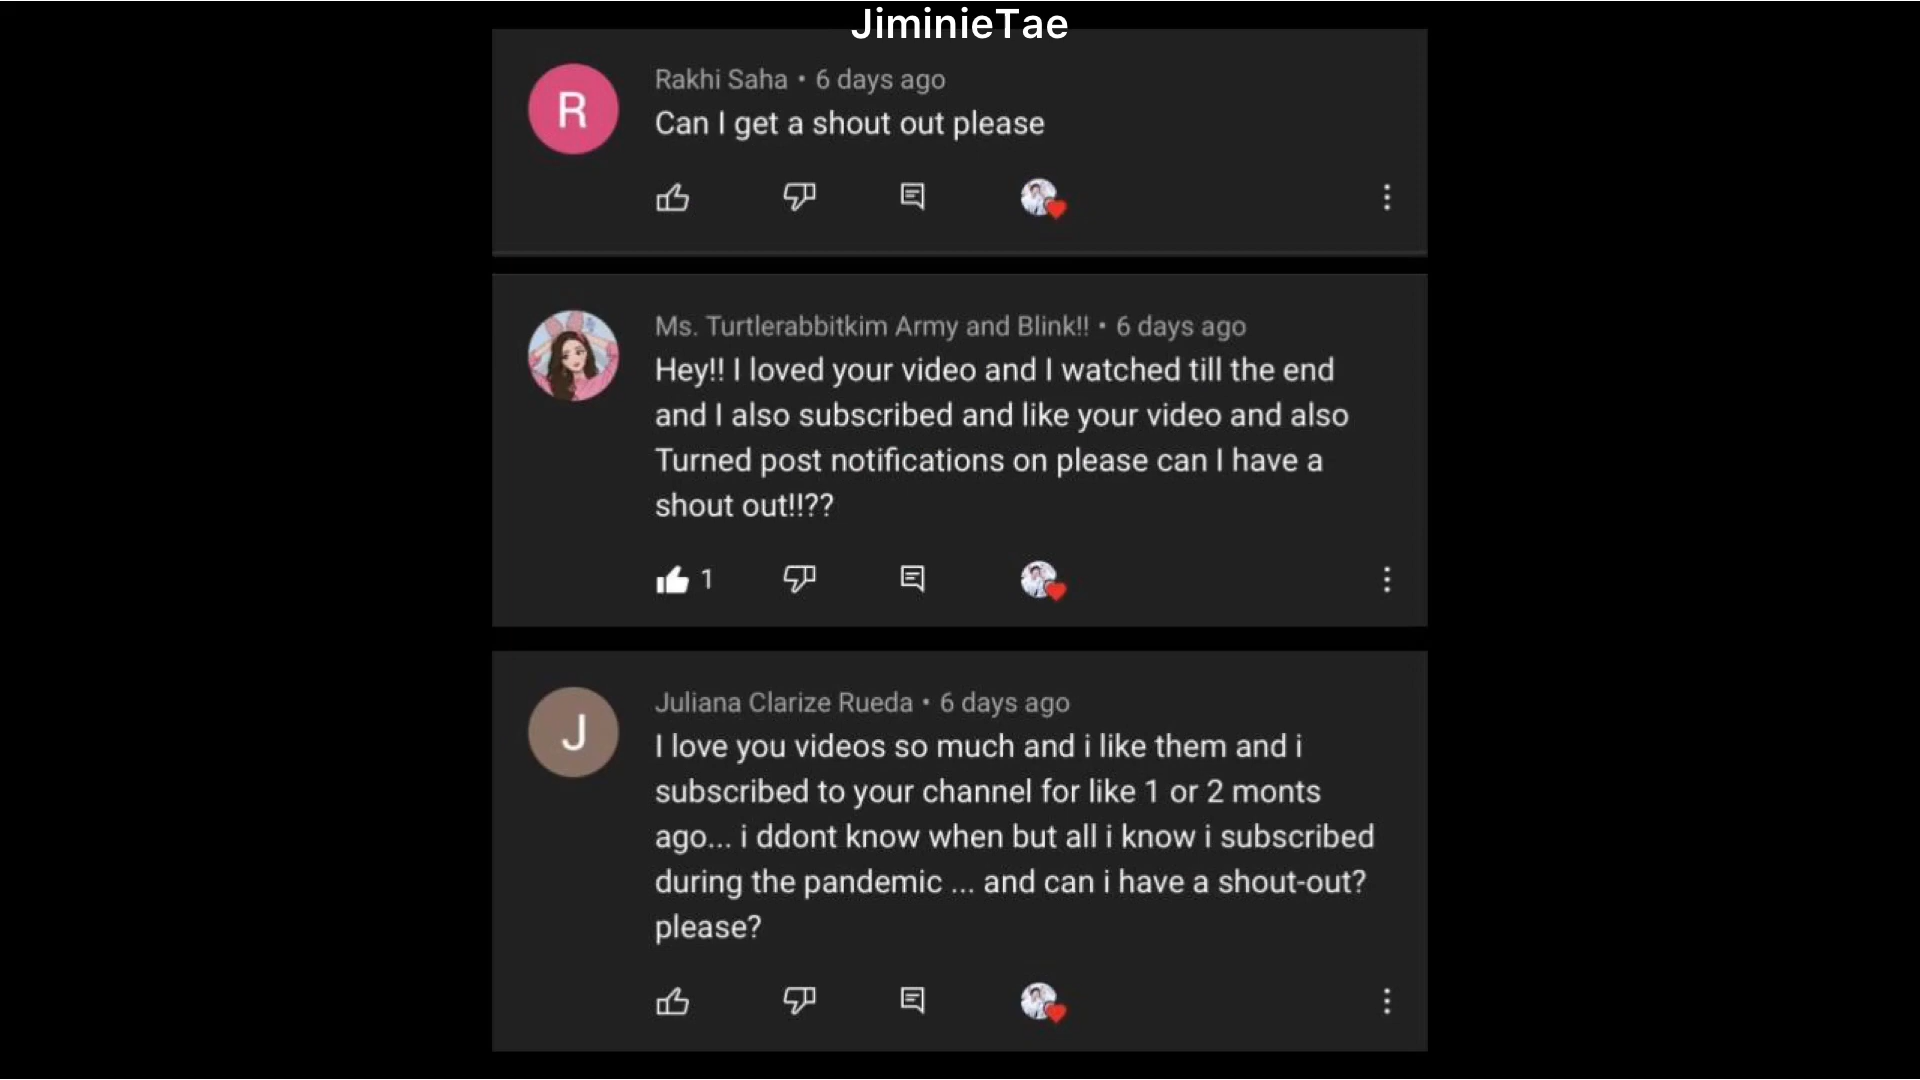 JiminieTae
R
Rakhi Saha • 6 days ago
Can I get a shout out please
Ms. Turtlerabbitkim Army and Blink!! • 6 days ago
Hey!! I loved your video and I watched till the end
and I also subscribed and like your video and also
Turned post notifications on please can I have a
shout out!!??
1
J
Juliana Clarize Rueda • 6 days ago
I love you videos so much and i like them and i
subscribed to your channel for like 1 or 2 monts
ago... i ddont know when but all i know i subscribed
during the pandemic ... and can i have a shout-out?
please?